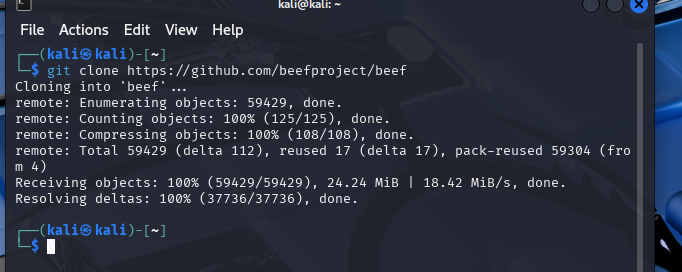 kali@kali: ~
File Actions Edit View Help
┌──(kali㉿kali)-[~]
└─$ git clone https://github.com/beefproject/beef
Cloning into 'beef'...
remote: Enumerating objects: 59429, done.
remote: Counting objects: 100% (125/125), done.
remote: Compressing objects: 100% (108/108), done.
remote: Total 59429 (delta 112), reused 17 (delta 17), pack-reused 59304 (fro
m 4)
Receiving objects: 100% (59429/59429), 24.24 MiB | 18.42 MiB/s, done.
Resolving deltas: 100% (37736/37736), done.
┌──(kali㉿kali)-[~]
└─$